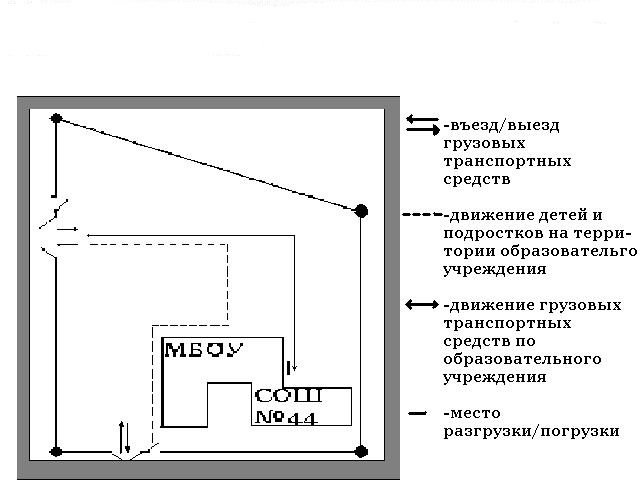 -въезд/выезд
грузовых
транспортных
средств
-движение детей и
подростков на терри-
тории образовательго
учреждения
-движение грузовых
транспортных
средств по
образовательного
учреждения
-место
разгрузки/погрузки
МБОУ
СОШ
№44